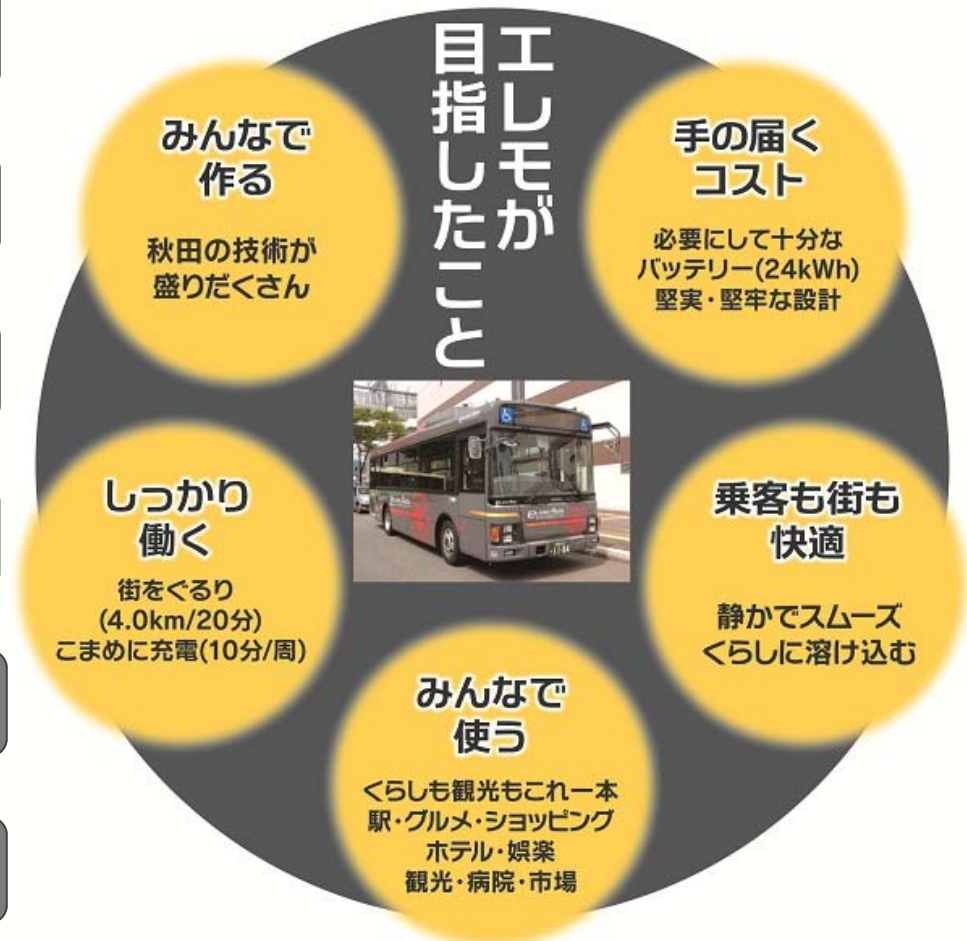 エレモが
目指したこと
みんなで
作る
秋田の技術が
盛りだくさん
手の届く
コスト
必要にして十分な
バッテリー(24kWh)
堅実・堅牢な設計
しっかり
働く
街をぐるり
(4.0km/20分)
こまめに充電(10分/周)
乗客も街も
快適
静かでスムーズ
くらしに溶け込む
みんなで
使う
くらしも観光もこれ一本
駅・グルメ・ショッピング
ホテル・娯楽
観光・病院・市場